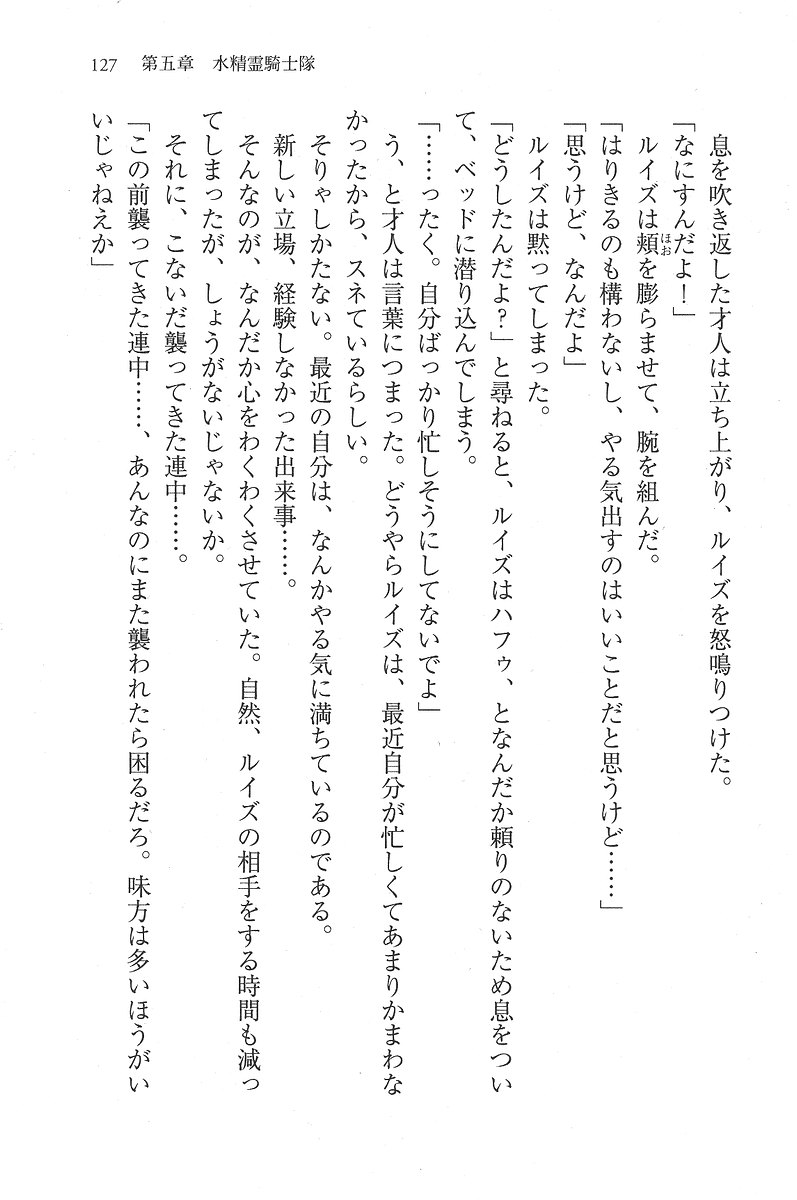 127　第五章　水精霊騎士隊
　息を吹き返した才人は立ち上がり、ルイズを怒鳴りつけた。
「なにすんだよ！」
　ルイズは頬を膨らませて、腕を組んだ。
ほお
「はりきるのも構わないし、やる気出すのはいいことだと思うけど……」
「思うけど、なんだよ」
　ルイズは黙ってしまった。
「どうしたんだよ？」と尋ねると、ルイズはハフゥ、となんだか頼りのないため息をつい
て、ベッドに潜り込んでしまう。
「……ったく。自分ばっかり忙しそうにしてないでよ」
　う、と才人は言葉につまった。どうやらルイズは、最近自分が忙しくてあまりかまわな
かったから、スネているらしい。
　そりゃしかたない。最近の自分は、なんかやる気に満ちているのである。
　新しい立場、経験しなかった出来事……。
　そんなのが、なんだか心をわくわくさせていた。自然、ルイズの相手をする時間も減っ
てしまったが、しょうがないじゃないか。
　それに、こないだ襲ってきた連中……。
「この前襲ってきた連中……、あんなのにまた襲われたら困るだろ。味方は多いほうがい
いじゃねえか」